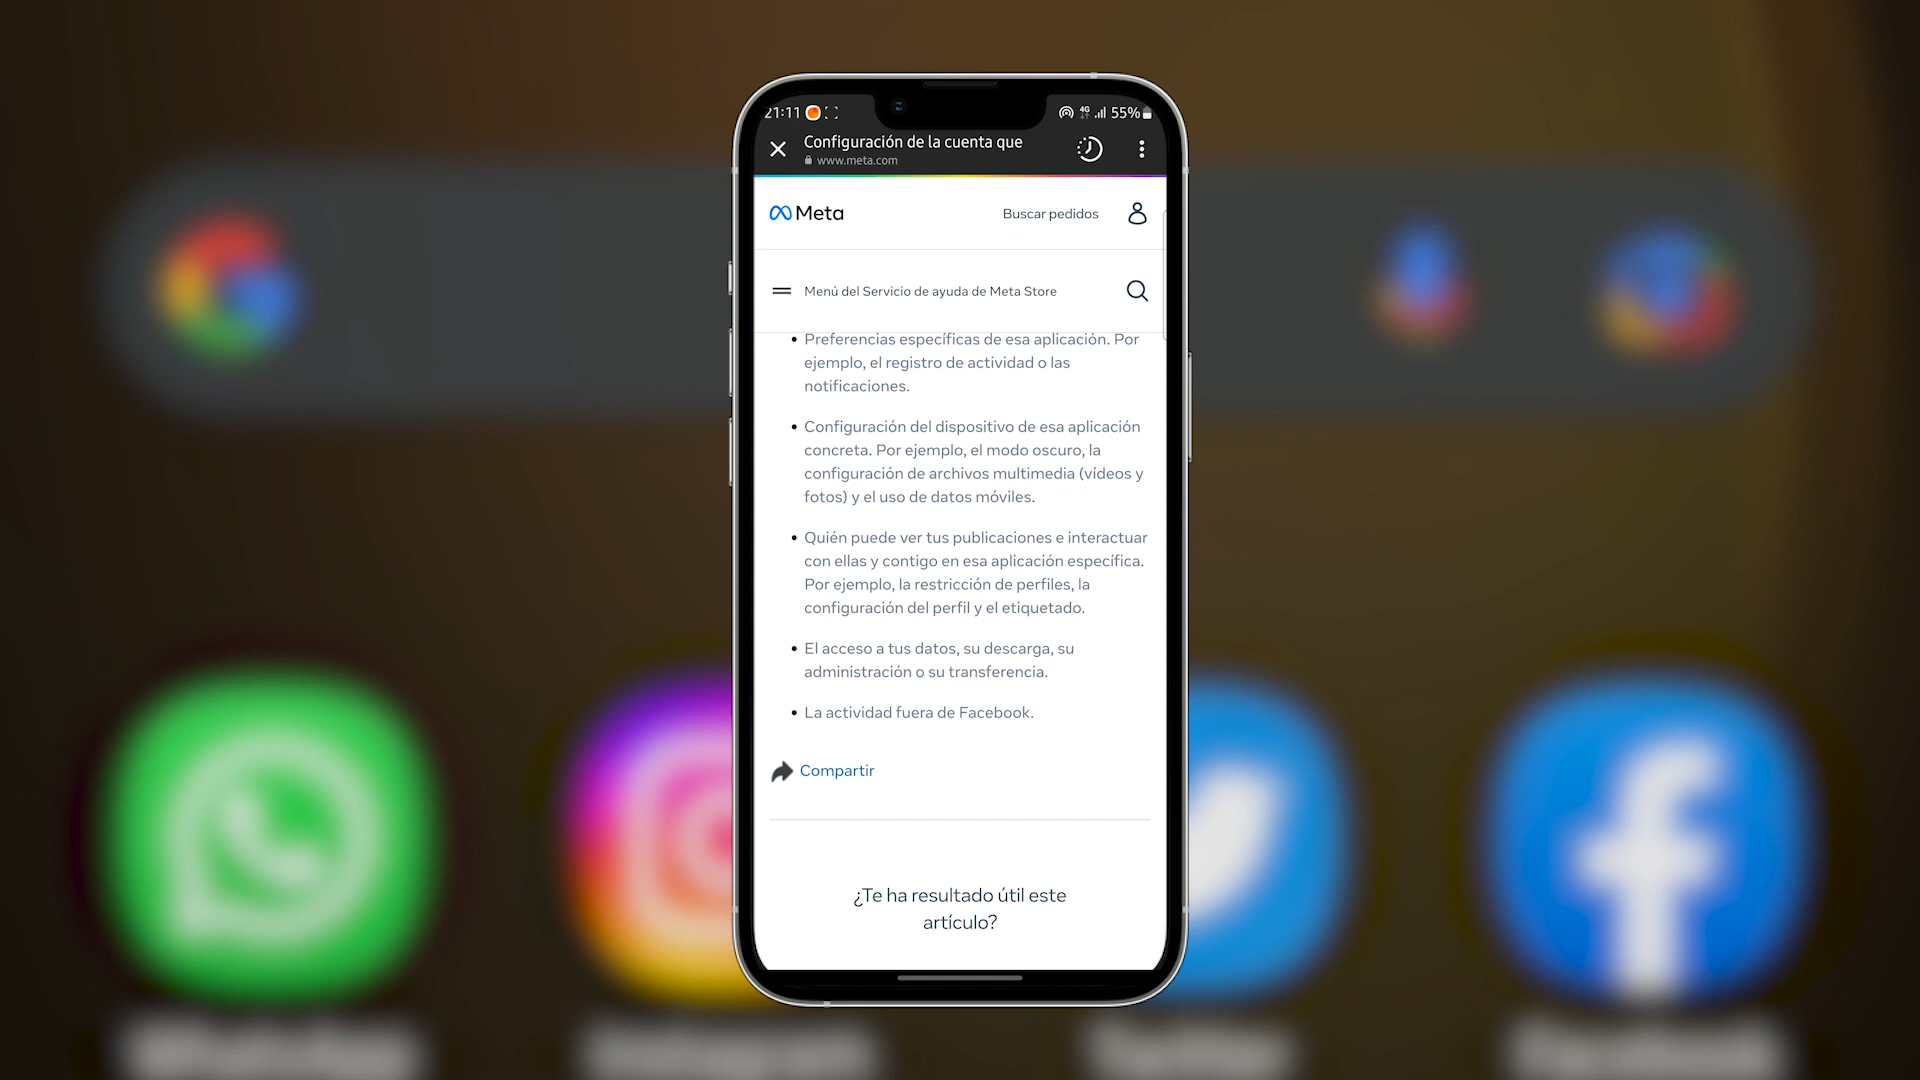 21:11
4G
55%
Configuración de la cuenta que
www.meta.com
Meta
Buscar pedidos
Menú del Servicio de ayuda de Meta Store
Preferencias específicas de esa aplicación. Por
ejemplo, el registro de actividad o las
notificaciones.
Configuración del dispositivo de esa aplicación
concreta. Por ejemplo, el modo oscuro, la
configuración de archivos multimedia (vídeos y
fotos) y el uso de datos móviles.
Quién puede ver tus publicaciones e interactuar
con ellas y contigo en esa aplicación específica.
Por ejemplo, la restricción de perfiles, la
configuración del perfil y el etiquetado.
El acceso a tus datos, su descarga, su
administración o su transferencia.
La actividad fuera de Facebook.
Compartir
¿Te ha resultado útil este
artículo?
WhatsApp
Instagram
Twitter
Facebook